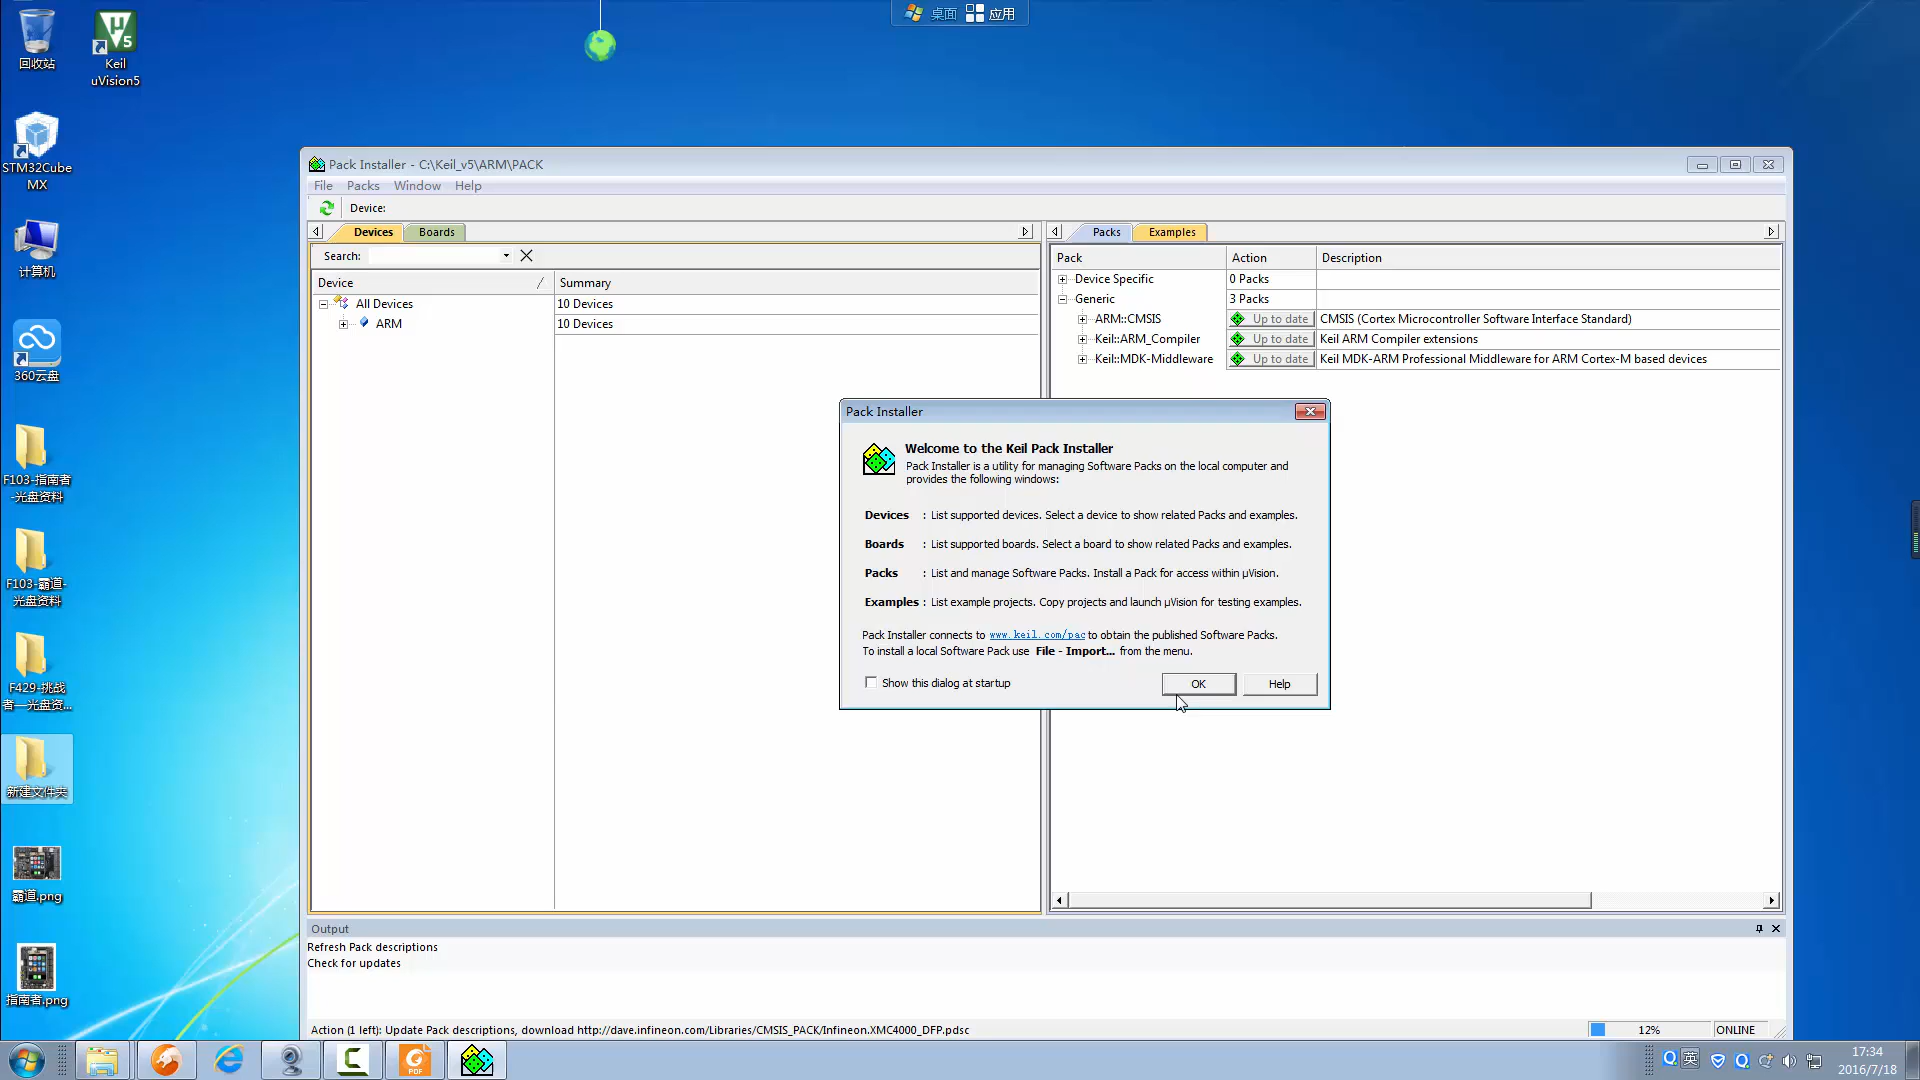 桌面 应用
回收站
Keil
uVision5
STM32Cube
MX
计算机
360云盘
F103-指南者
-光盘资料
F103-霸道-
光盘资料
F429-挑战
者—光盘资...
新建文件夹
霸道.png
指南者.png
Pack Installer - C:\Keil_v5\ARM\PACK
File Packs Window Help
Device:
Devices Boards
Search:
Device Summary
All Devices 10 Devices
ARM 10 Devices
Packs Examples
Pack Action Description
Device Specific 0 Packs
Generic 3 Packs
ARM::CMSIS Up to date CMSIS (Cortex Microcontroller Software Interface Standard)
Keil::ARM_Compiler Up to date Keil ARM Compiler extensions
Keil::MDK-Middleware Up to date Keil MDK-ARM Professional Middleware for ARM Cortex-M based devices
Pack Installer
Welcome to the Keil Pack Installer
Pack Installer is a utility for managing Software Packs on the local computer and
provides the following windows:
Devices : List supported devices. Select a device to show related Packs and examples.
Boards : List supported boards. Select a board to show related Packs and examples.
Packs : List and manage Software Packs. Install a Pack for access within µVision.
Examples : List example projects. Copy projects and launch µVision for testing examples.
Pack Installer connects to www.keil.com/pac to obtain the published Software Packs.
To install a local Software Pack use File - Import... from the menu.
Show this dialog at startup
OK Help
Output
Refresh Pack descriptions
Check for updates
Action (1 left): Update Pack descriptions, download http://dave.infineon.com/Libraries/CMSIS_PACK/Infineon.XMC4000_DFP.pdsc
12% ONLINE
PDF
英
17:34
2016/7/18